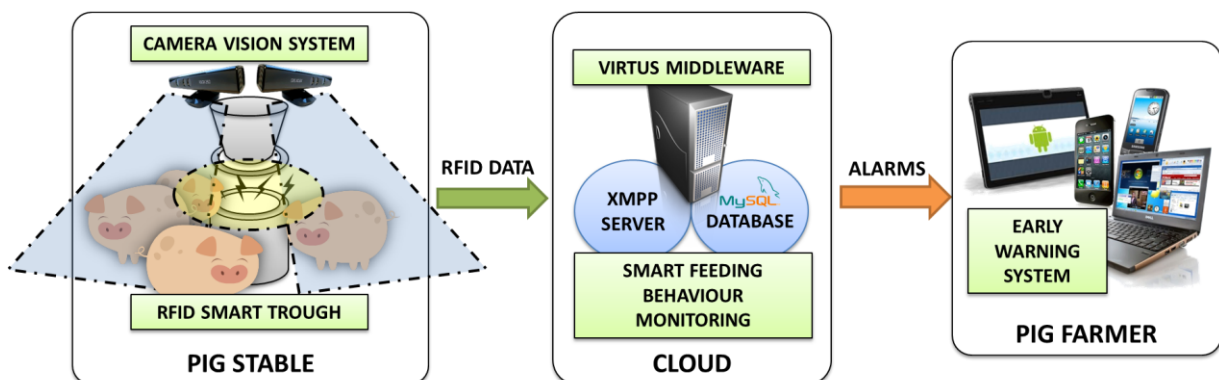 CAMERA VISION SYSTEM
RFID SMART TROUGH
PIG STABLE
RFID DATA
VIRTUS MIDDLEWARE
XMPP
SERVER
MySQL
DATABASE
SMART FEEDING
BEHAVIOUR
MONITORING
CLOUD
ALARMS
EARLY
WARNING
SYSTEM
PIG FARMER